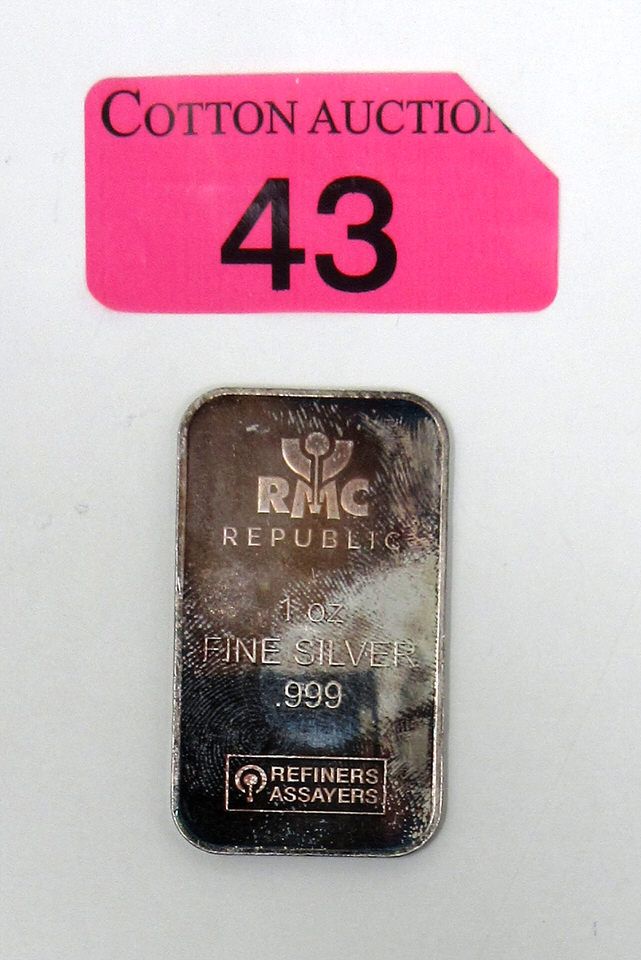 COTTON AUCTION
43
RMC
REPUBLIC
1 oz
FINE SILVER
.999
REFINERS
ASSAYERS